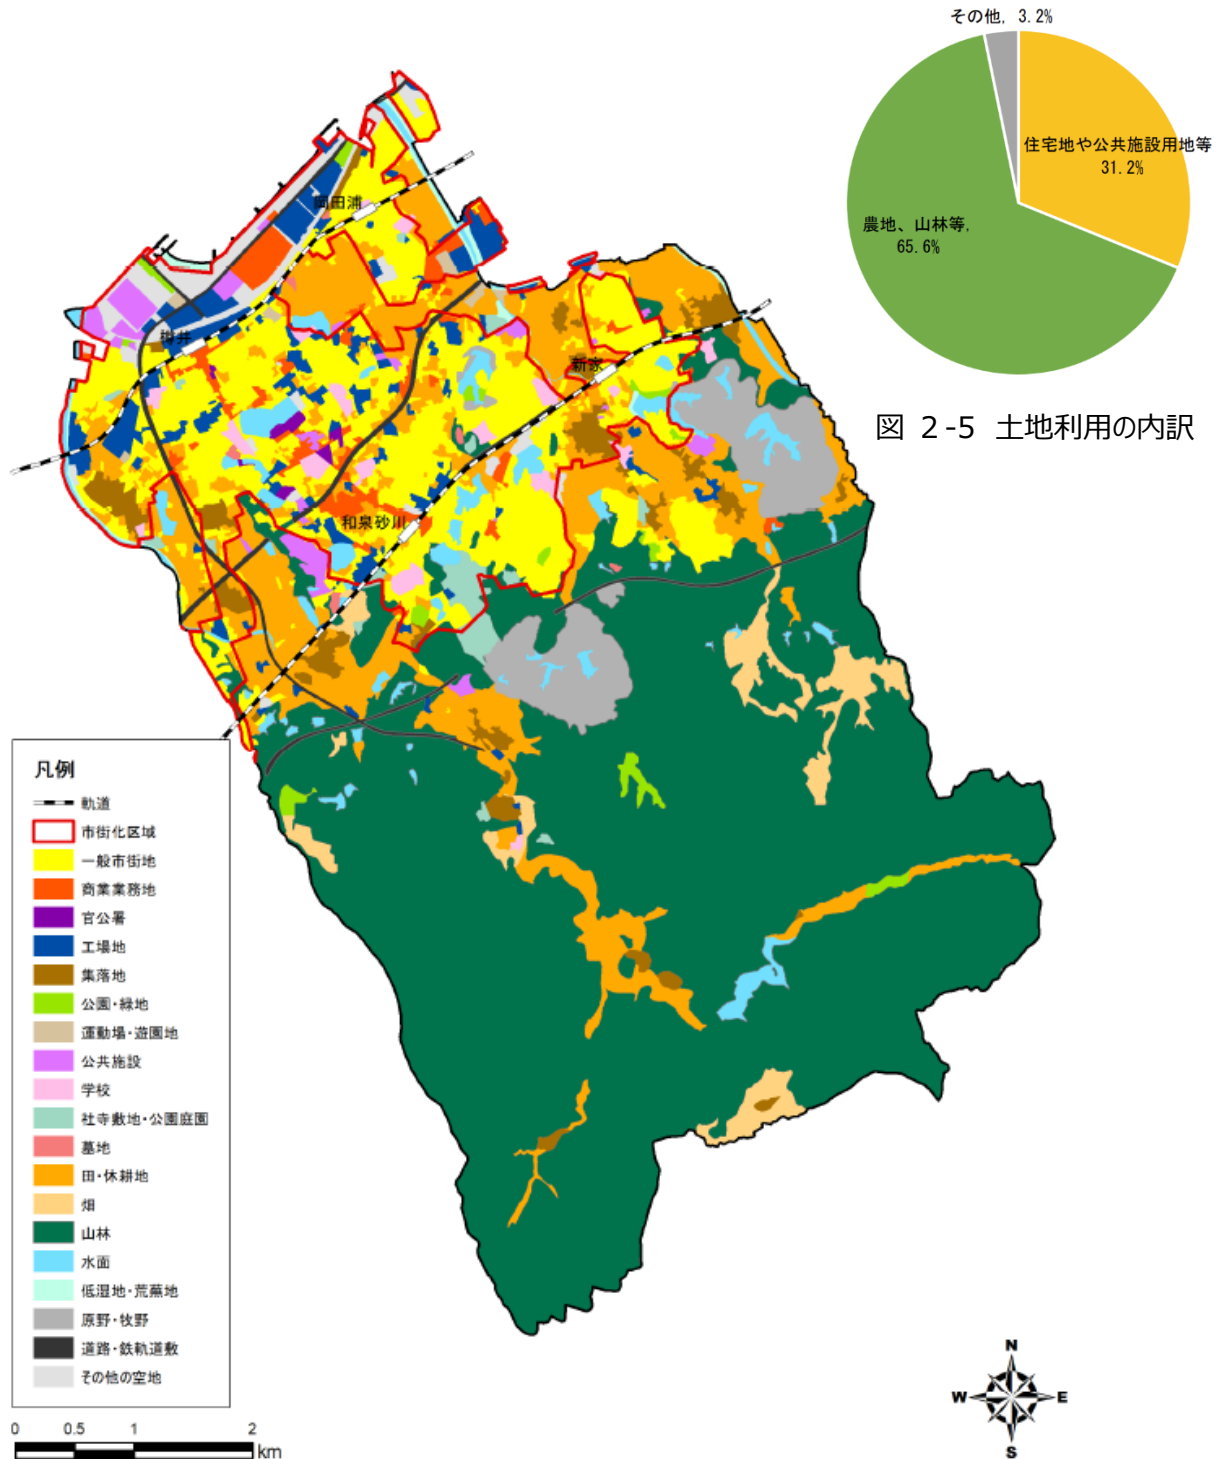 その他, 3.2%
住宅地や公共施設用地等
31.2%
農地、山林等,
65.6%
図 2-5 土地利用の内訳
岡田浦
樽井
新家
和泉砂川
凡例
軌道
市街化区域
一般市街地
商業業務地
官公署
工場地
集落地
公園・緑地
運動場・遊園地
公共施設
学校
社寺敷地・公園庭園
墓地
田・休耕地
畑
山林
水面
低湿地・荒蕪地
原野・牧野
道路・鉄軌道敷
その他の空地
0 0.5 1 2
km
N
W E
S